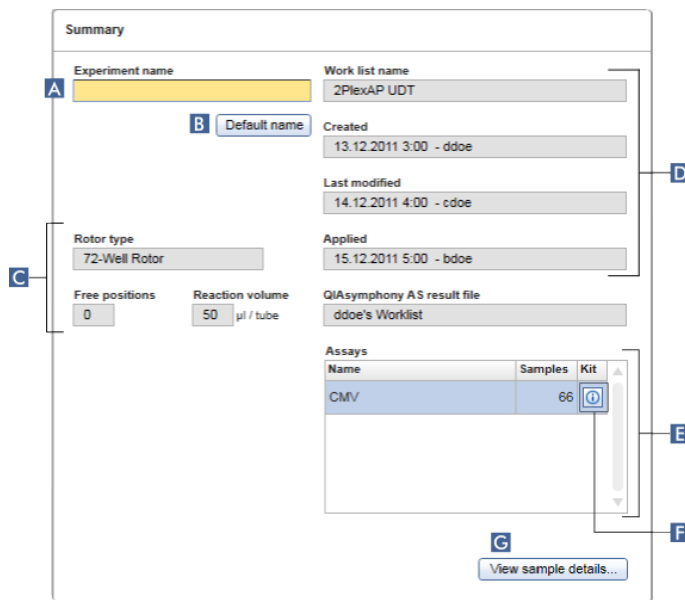 Summary
Experiment name Work list name
A 2PlexAP UDT
B Default name Created
13.12.2011 3:00 - ddoe
D
Last modified
14.12.2011 4:00 - cdoe
Rotor type Applied
72-Well Rotor 15.12.2011 5:00 - bdoe
C
Free positions Reaction volume QIAsymphony AS result file
0 50 µl / tube ddoe's Worklist
Assays
Name Samples Kit
CMV 66
E
F
G
View sample details...